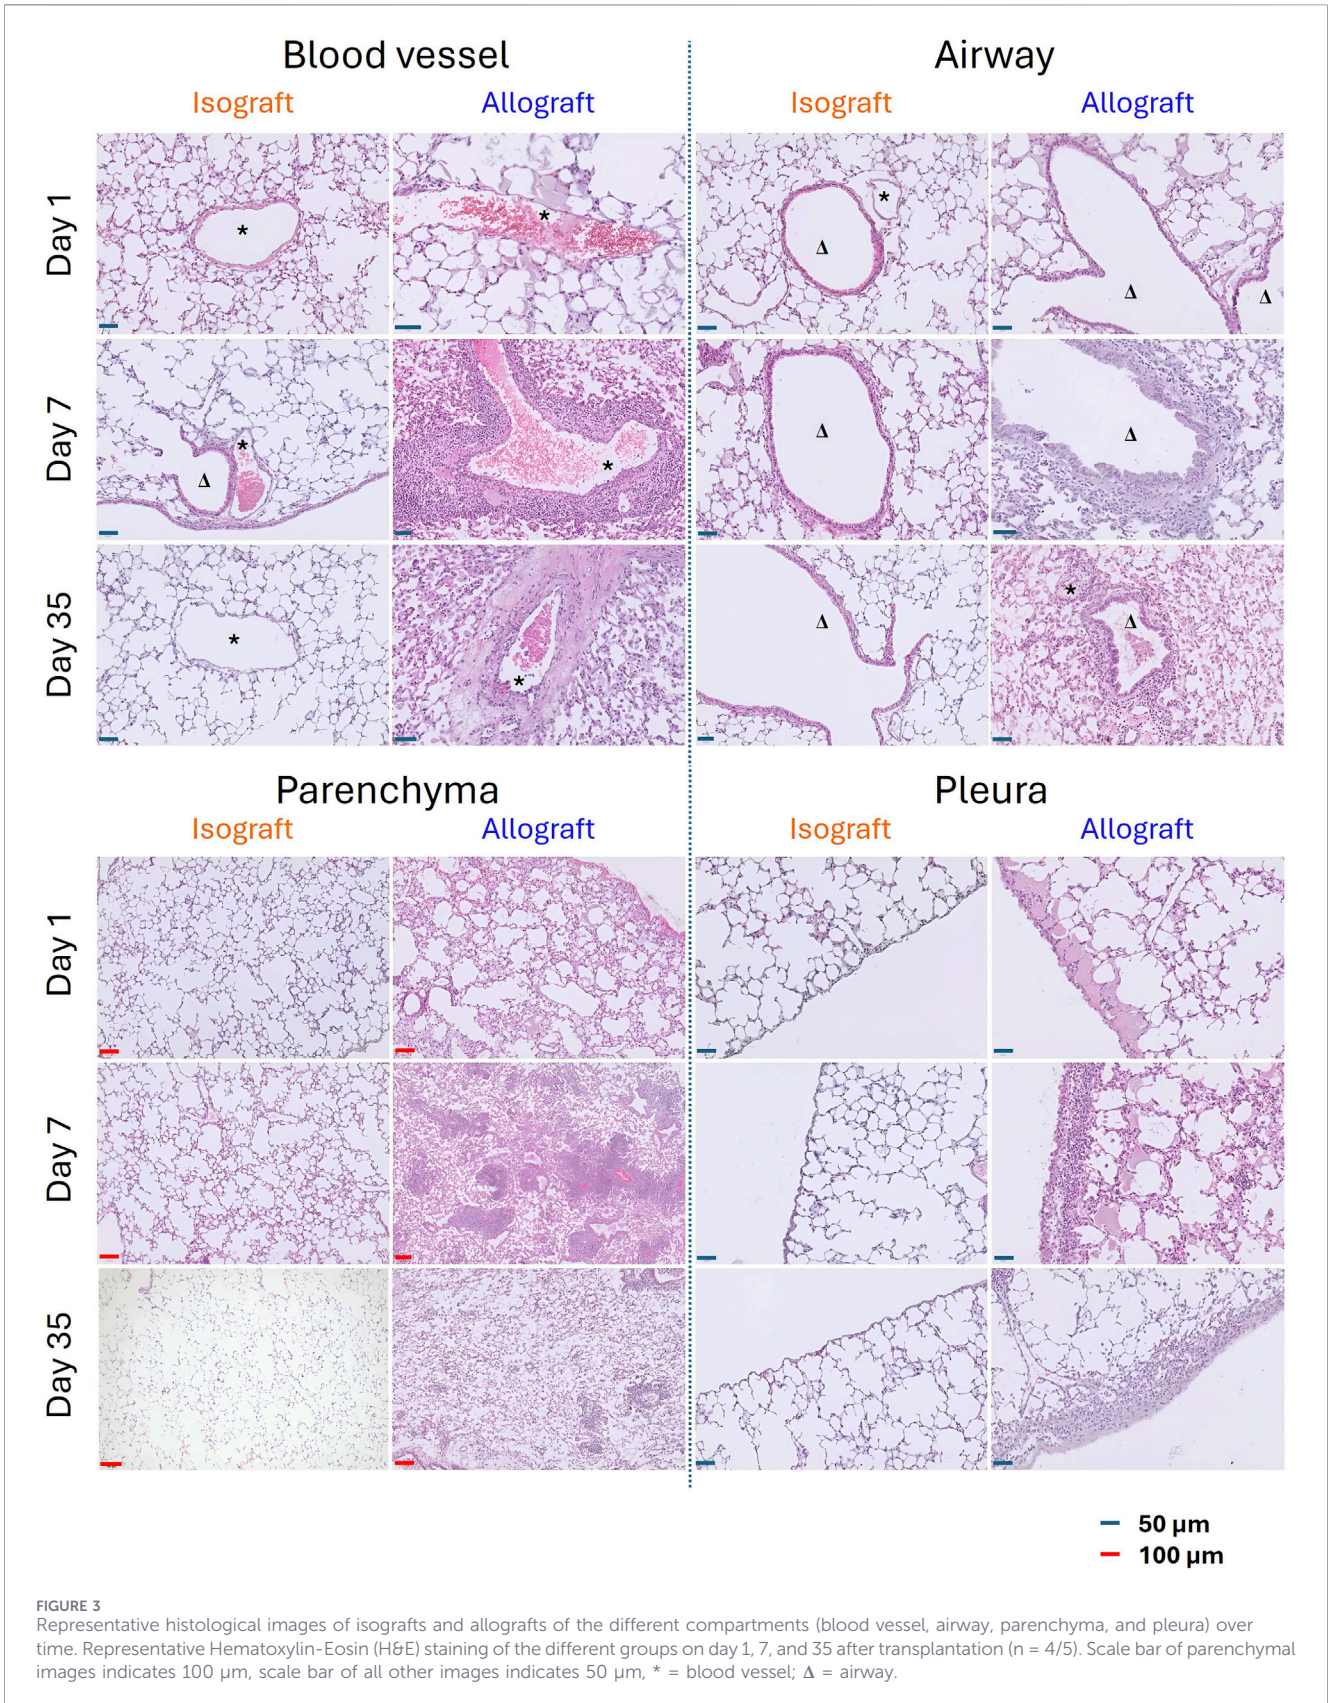 Blood vessel
Airway
Isograft
Allograft
Isograft
Allograft
Day 1
*
*
Δ
*
Δ
Δ
Day 7
Δ
*
*
Δ
Δ
Day 35
*
*
Δ
*
Δ
Parenchyma
Pleura
Isograft
Allograft
Isograft
Allograft
Day 1
Day 7
Day 35
50 μm
100 μm
FIGURE 3
Representative histological images of isografts and allografts of the different compartments (blood vessel, airway, parenchyma, and pleura) over
time. Representative Hematoxylin-Eosin (H&E) staining of the different groups on day 1, 7, and 35 after transplantation (n = 4/5). Scale bar of parenchymal
images indicates 100 μm, scale bar of all other images indicates 50 μm, * = blood vessel; Δ = airway.